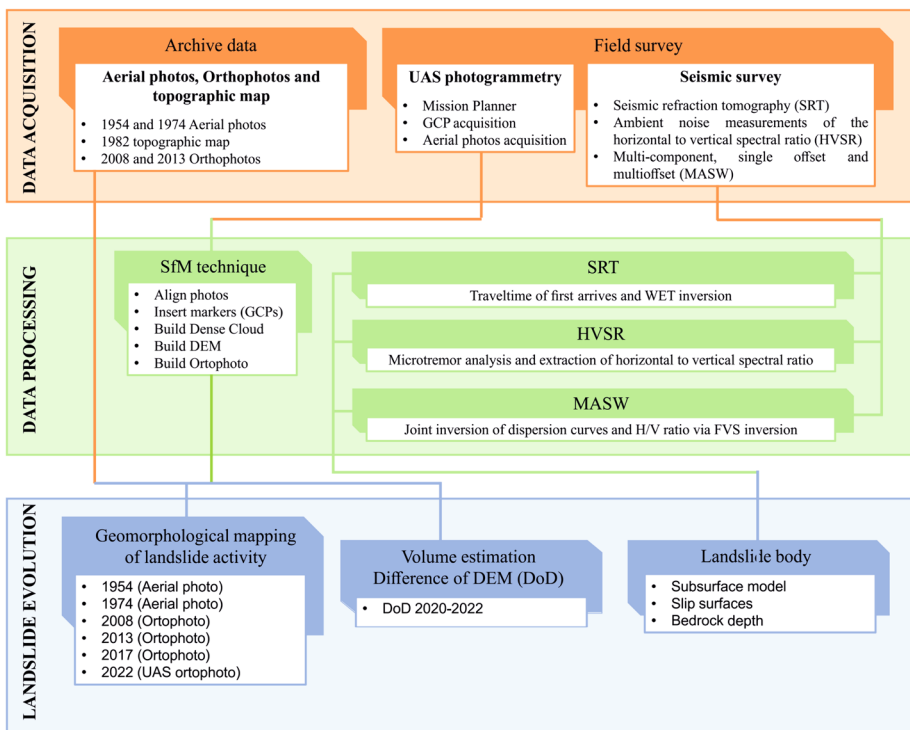 DATA ACQUISITION
Archive data
Aerial photos, Orthophotos and
topographic map
• 1954 and 1974 Aerial photos
• 1982 topographic map
• 2008 and 2013 Orthophotos
Field survey
UAS photogrammetry
• Mission Planner
• GCP acquisition
• Aerial photos acquisition
Seismic survey
• Seismic refraction tomography (SRT)
• Ambient noise measurements of the
horizontal to vertical spectral ratio (HVSR)
• Multi-component, single offset and
multioffset (MASW)
DATA PROCESSING
SfM technique
• Align photos
• Insert markers (GCPs)
• Build Dense Cloud
• Build DEM
• Build Ortophoto
SRT
Traveltime of first arrives and WET inversion
HVSR
Microtremor analysis and extraction of horizontal to vertical spectral ratio
MASW
Joint inversion of dispersion curves and H/V ratio via FVS inversion
LANDSLIDE EVOLUTION
Geomorphological mapping
of landslide activity
• 1954 (Aerial photo)
• 1974 (Aerial photo)
• 2008 (Ortophoto)
• 2013 (Ortophoto)
• 2017 (Ortophoto)
• 2022 (UAS ortophoto)
Volume estimation
Difference of DEM (DoD)
• DoD 2020-2022
Landslide body
• Subsurface model
• Slip surfaces
• Bedrock depth